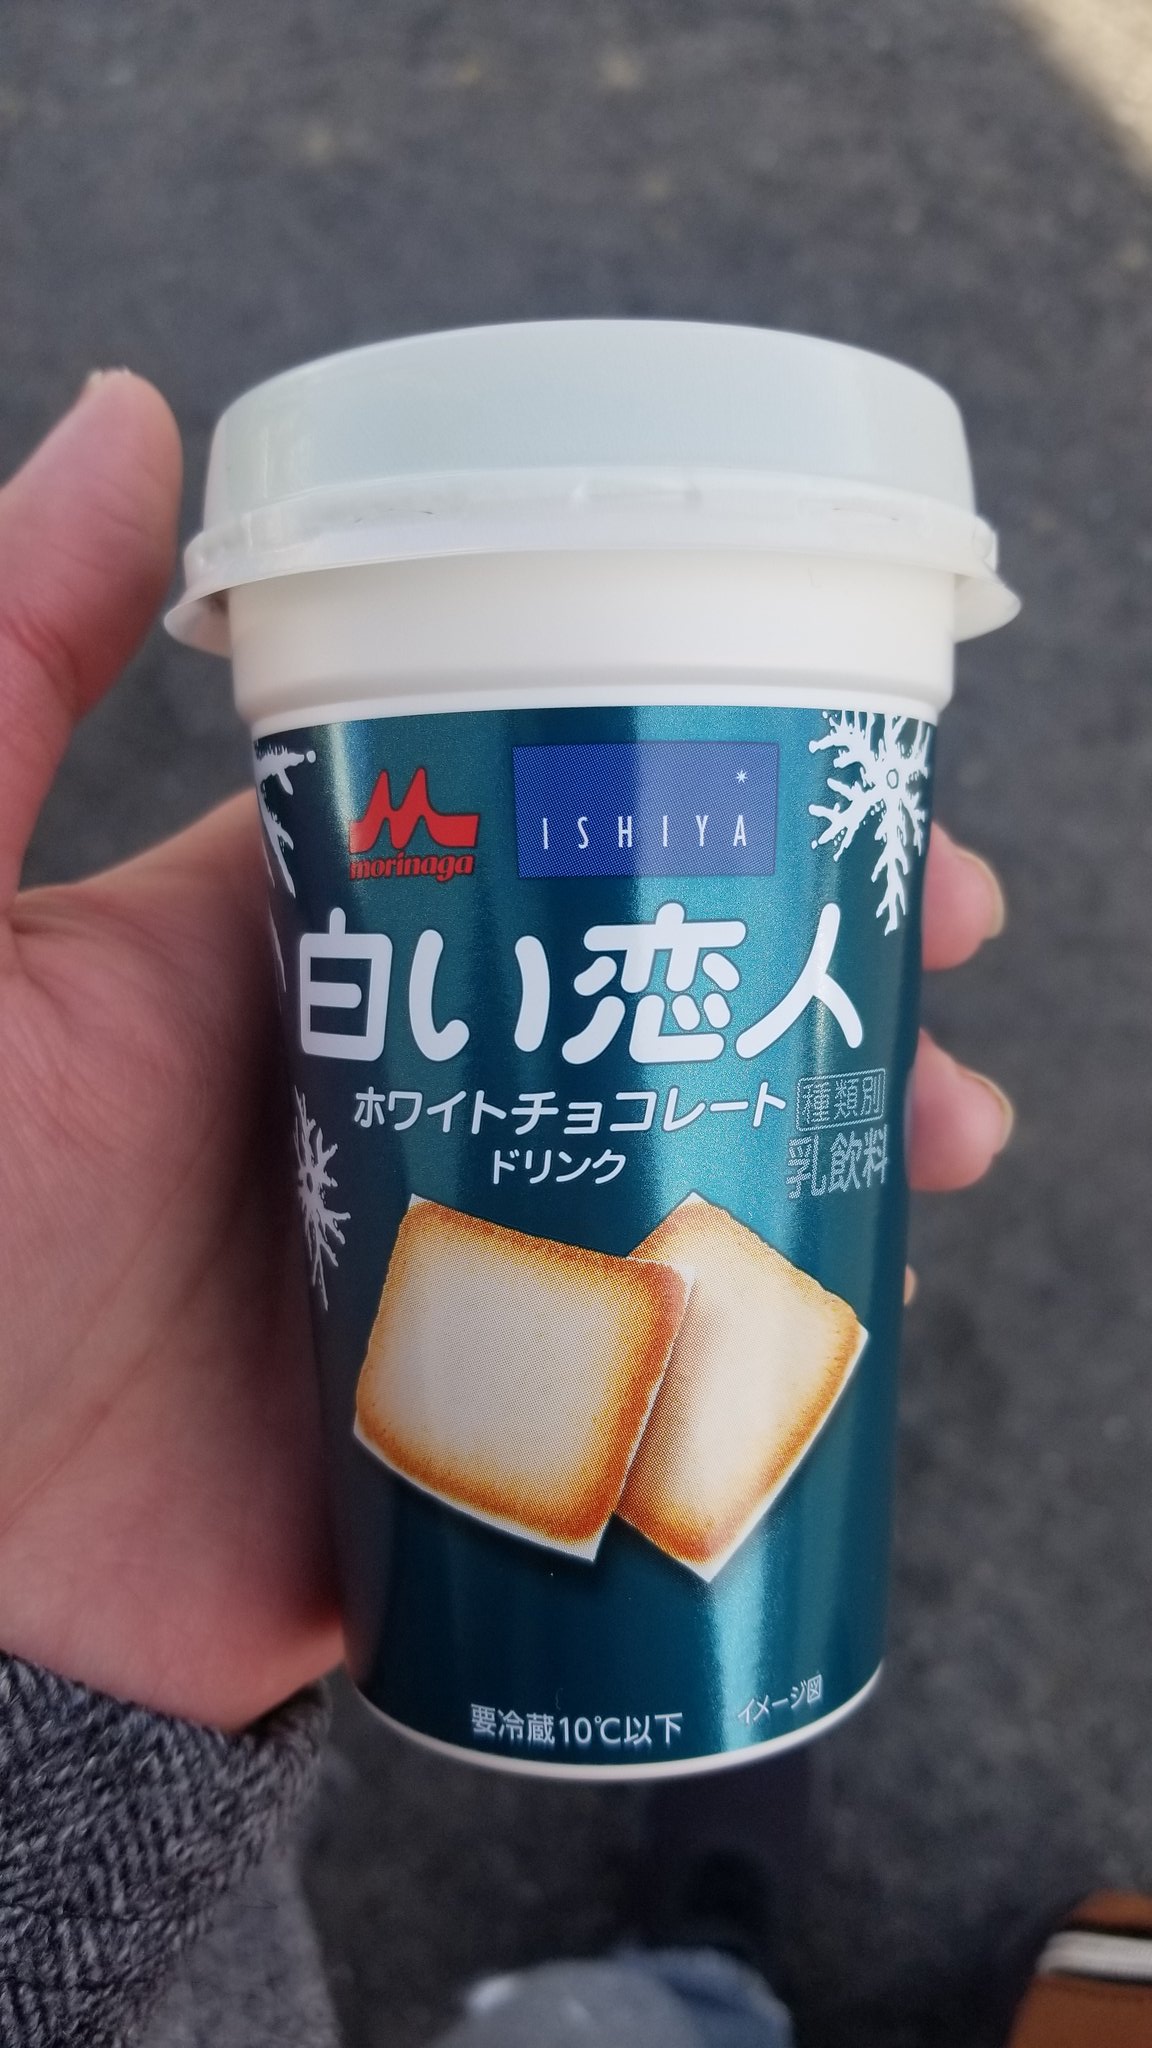 morinaga
ISHIYA
白い恋人
ホワイトチョコレート
ドリンク
種類別
乳飲料
要冷蔵10℃以下
イメージ図